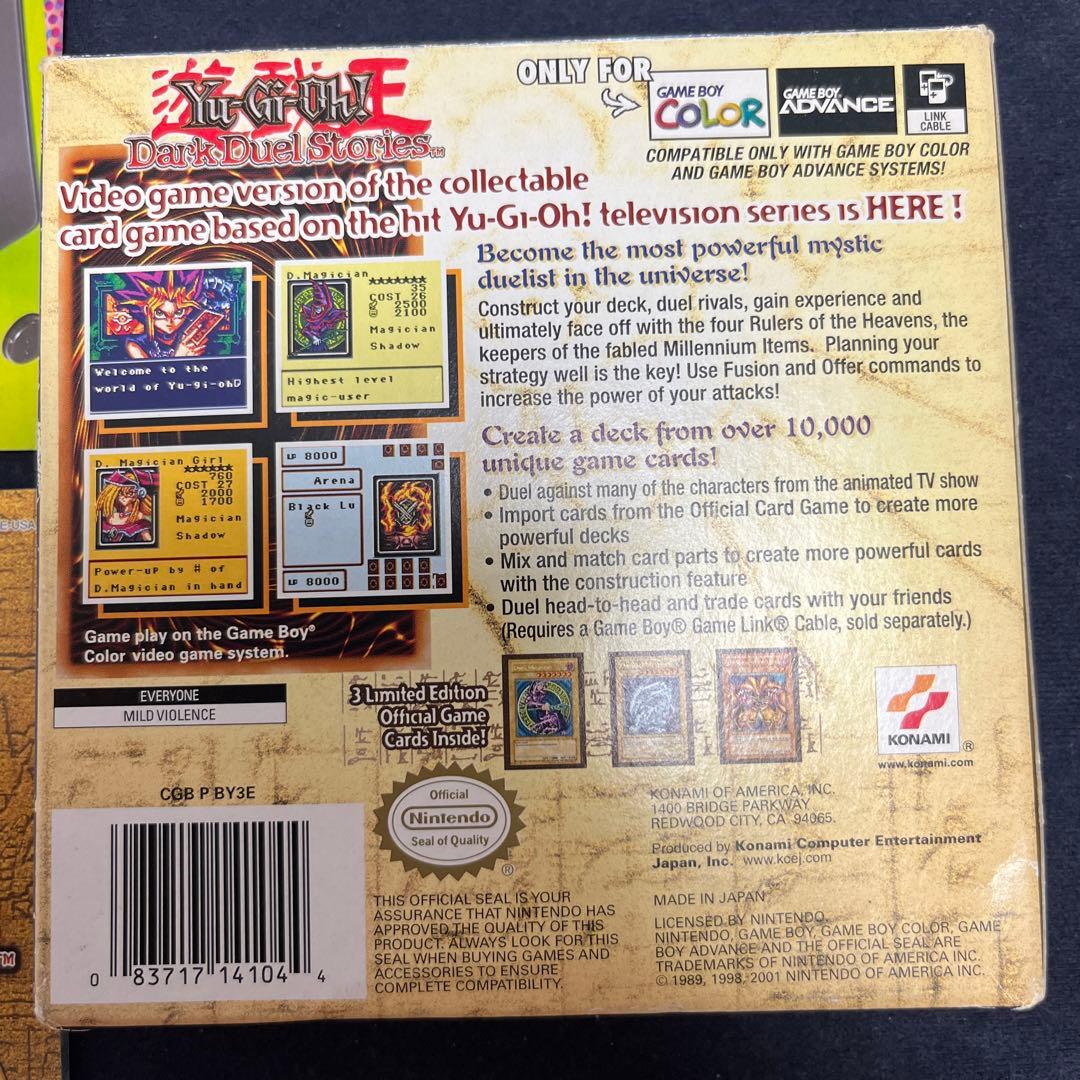 遊戯王
Yu-Gi-Oh!
Dark Duel Stories™
ONLY FOR
GAME BOY
COLOR
GAME BOY
ADVANCE
LINK
CABLE
COMPATIBLE ONLY WITH GAME BOY COLOR
AND GAME BOY ADVANCE SYSTEMS!
Video game version of the collectable
card game based on the hit Yu-Gi-Oh! television series is HERE !
Welcome to the
world of Yu-gi-oh
D.Magician
35
COST 26
2500
2100
Magician
Shadow
Highest level
magic-user
D. Magician Girl
760
COST 27
2000
1700
Magician
Shadow
Power-up by # of
D.Magician in hand
LP 8000
Arena
Black Lu
LP 8000
Game play on the Game Boy®
Color video game system.
Become the most powerful mystic
duelist in the universe!
Construct your deck, duel rivals, gain experience and
ultimately face off with the four Rulers of the Heavens, the
keepers of the fabled Millennium Items. Planning your
strategy well is the key! Use Fusion and Offer commands to
increase the power of your attacks!
Create a deck from over 10,000
unique game cards!
• Duel against many of the characters from the animated TV show
• Import cards from the Official Card Game to create more
powerful decks
• Mix and match card parts to create more powerful cards
with the construction feature
• Duel head-to-head and trade cards with your friends
(Requires a Game Boy® Game Link® Cable, sold separately.)
EVERYONE
MILD VIOLENCE
3 Limited Edition
Official Game
Cards Inside!
KONAMI ®
www.konami.com
CGB P BY3E
0 83717 14104 4
Official
Nintendo
Seal of Quality
®
THIS OFFICIAL SEAL IS YOUR
ASSURANCE THAT NINTENDO HAS
APPROVED THE QUALITY OF THIS
PRODUCT. ALWAYS LOOK FOR THIS
SEAL WHEN BUYING GAMES AND
ACCESSORIES TO ENSURE
COMPLETE COMPATIBILITY.
KONAMI OF AMERICA, INC.
1400 BRIDGE PARKWAY
REDWOOD CITY, CA 94065.
Produced by Konami Computer Entertainment
Japan, Inc. www.kcej.com
MADE IN JAPAN
LICENSED BY NINTENDO.
NINTENDO, GAME BOY, GAME BOY COLOR, GAME
BOY ADVANCE AND THE OFFICIAL SEAL ARE
TRADEMARKS OF NINTENDO OF AMERICA INC.
© 1989, 1998, 2001 NINTENDO OF AMERICA INC.
E-USA
TM